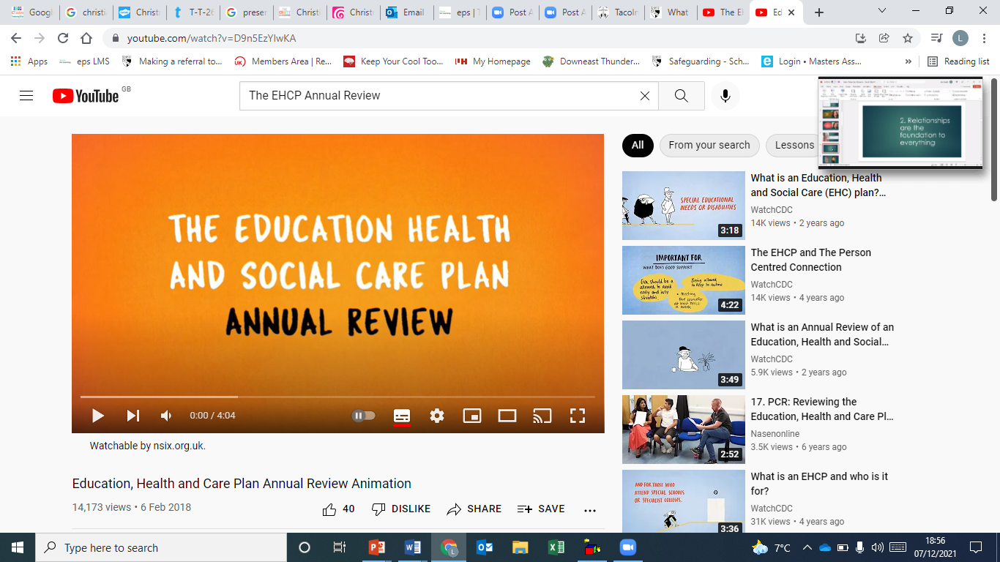 Googl
christi
Christ
T-T-26
preser
Christ
Christ
Email
eps | T
Post A
Post A
TacoIn
What
The El
Ed
youtube.com/watch?v=D9n5EzYIwKA
L
Apps
eps LMS
Making a referral to...
Members Area | Re...
Keep Your Cool Too...
My Homepage
Downeast Thunder...
Safeguarding - Sch...
Login • Masters Ass...
»
Reading list
YouTube GB
The EHCP Annual Review
2. Relationships
are the
foundation to
everything
THE EDUCATION HEALTH
AND SOCIAL CARE PLAN
ANNUAL REVIEW
0:00 / 4:04
Watchable by nsix.org.uk.
Education, Health and Care Plan Annual Review Animation
14,173 views • 6 Feb 2018
40
DISLIKE
SHARE
SAVE
All
From your search
Lessons
SPECIAL EDUCATIONAL
NEEDS OR DISABILITIES
3:18
What is an Education, Health
and Social Care (EHC) plan?...
WatchCDC
14K views • 2 years ago
IMPORTANT FOR
WHAT DOES GOOD SUPPORT
Eva should be
allowed to avoid
noisy and busy
situations
Being allowed
to keep to routine
• Meeting
the counsellor
at least twice
a week
4:22
The EHCP and The Person
Centred Connection
WatchCDC
14K views • 4 years ago
3:49
What is an Annual Review of an
Education, Health and Social...
WatchCDC
5.9K views • 2 years ago
2:52
17. PCR: Reviewing the
Education, Health and Care Pl...
Nasenonline
3.5K views • 6 years ago
AND FOR THOSE WHO
ATTEND SPECIAL SCHOOLS
OR SPECIALIST COLLEGES.
3:36
What is an EHCP and who is it
for?
WatchCDC
31K views • 4 years ago
Type here to search
7°C
18:56
07/12/2021